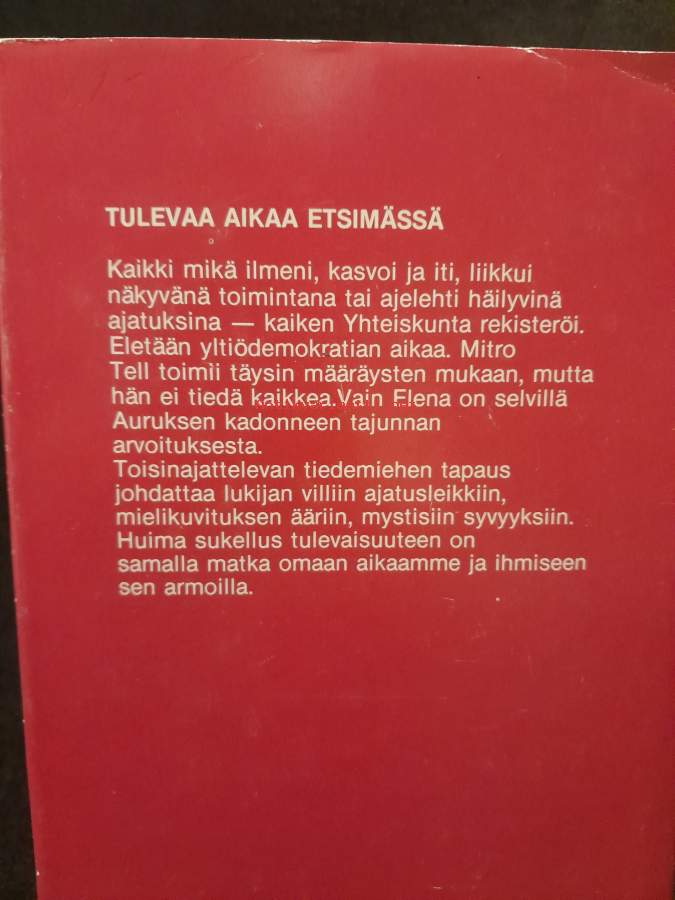 TULEVAA AIKAA ETSIMÄSSÄ
Kaikki mikä ilmeni, kasvoi ja iti, liikkui
näkyvänä toimintana tai ajelehti häilyvinä
ajatuksina — kaiken Yhteiskunta rekisteröi.
Eletään yltiödemokratian aikaa. Mitro
Tell toimii täysin määräysten mukaan, mutta
hän ei tiedä kaikkea.Vain Elena on selvillä
Auruksen kadonneen tajunnan
arvoituksesta.
Toisinajattelevan tiedemiehen tapaus
johdattaa lukijan villiin ajatusleikkiin,
mielikuvituksen ääriin, mystisiin syvyyksiin.
Huima sukellus tulevaisuuteen on
samalla matka omaan aikaamme ja ihmiseen
sen armoilla.